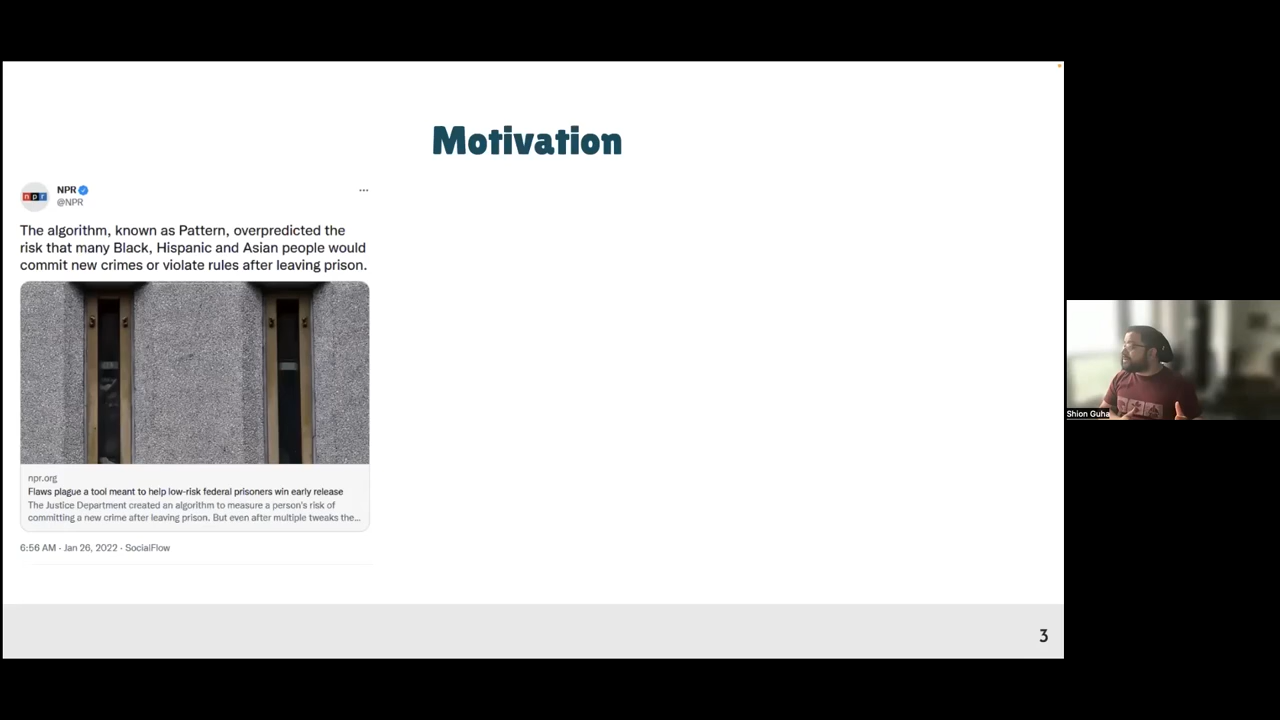 Motivation
npr
NPR
@NPR
...
The algorithm, known as Pattern, overpredicted the
risk that many Black, Hispanic and Asian people would
commit new crimes or violate rules after leaving prison.
npr.org
Flaws plague a tool meant to help low-risk federal prisoners win early release
The Justice Department created an algorithm to measure a person's risk of
committing a new crime after leaving prison. But even after multiple tweaks the...
6:56 AM · Jan 26, 2022 · SocialFlow
3
Shion Guha